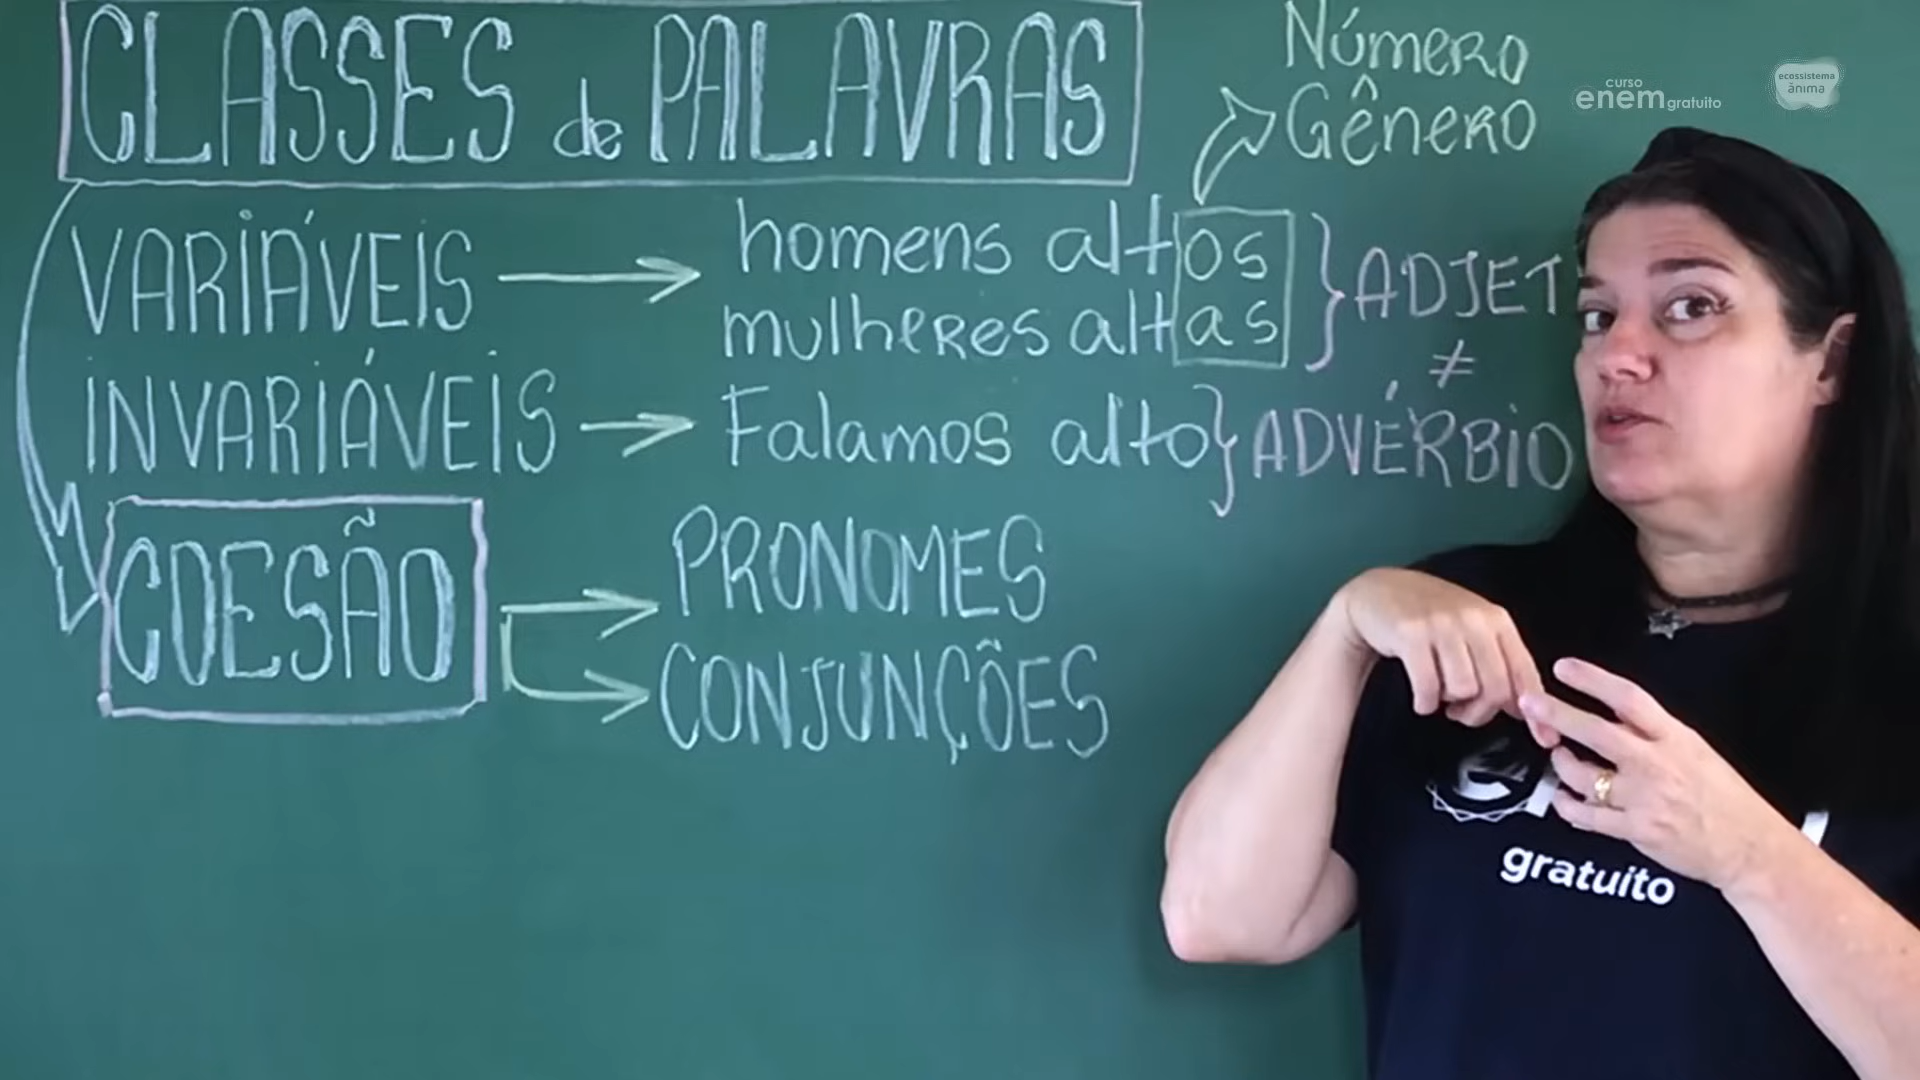 CLASSES de PALAVRAS
Número
Gênero
curso
enem gratuito
ecossistema
ânima
VARIÁVEIS → homens altos
mulheres altas } ADJET
≠
INVARIÁVEIS → Falamos alto } ADVÉRBIO
COESÃO
PRONOMES
CONJUNÇÕES
gratuito